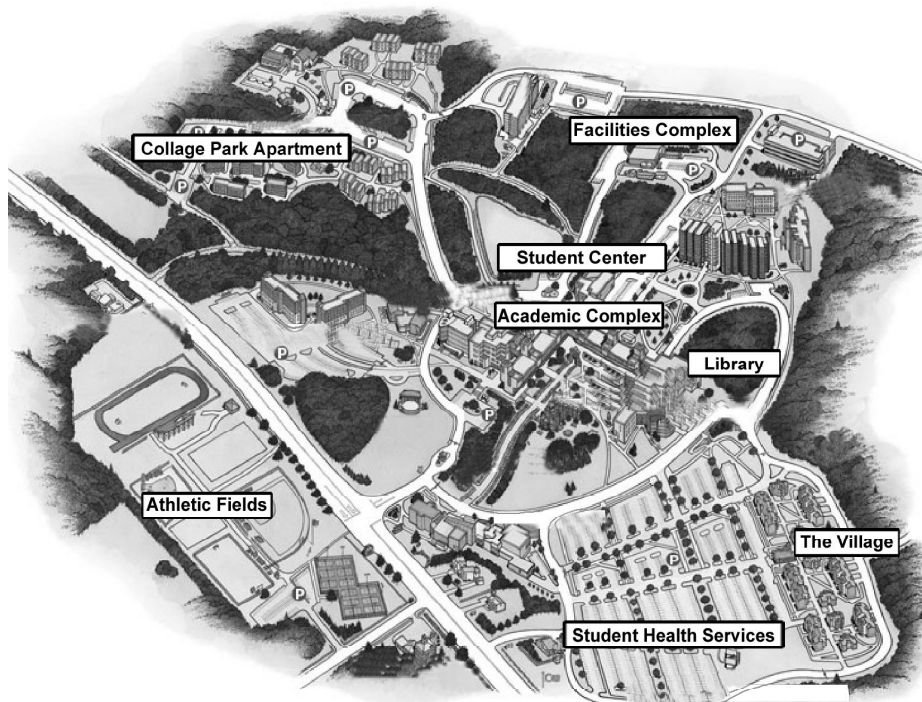 P
P
P
Facilities Complex
P
P
Collage Park Apartment
P
P
P
Student Center
Academic Complex
P
Library
P
Athletic Fields
The Village
P
P
Student Health Services